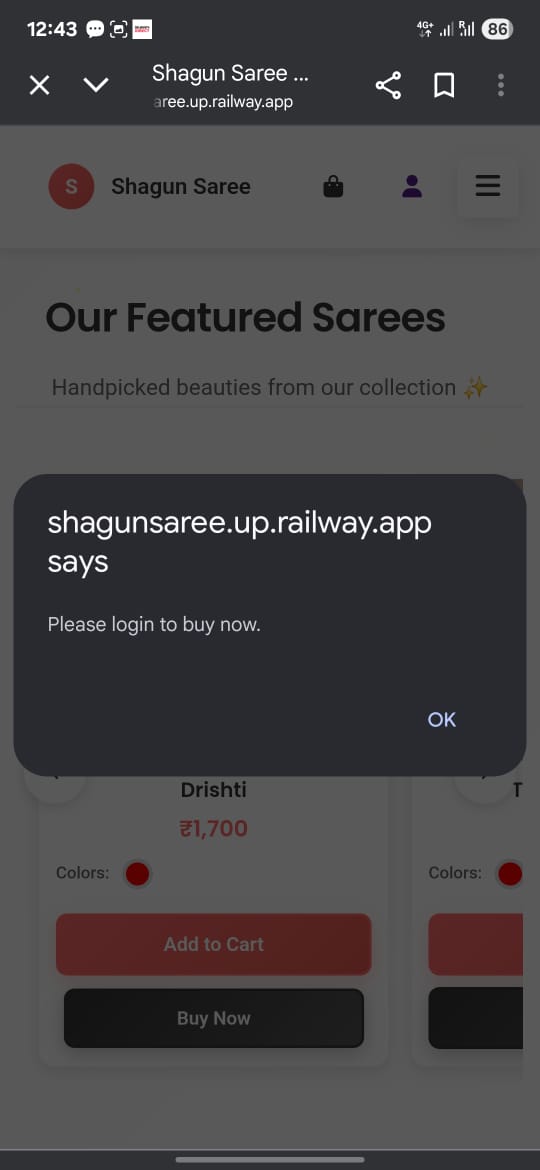 12:43
4G+
R
86
Shagun Saree ...
aree.up.railway.app
S
Shagun Saree
Our Featured Sarees
Handpicked beauties from our collection ✨
shagunsaree.up.railway.app
says
Please login to buy now.
OK
Drishti
T
₹1,700
Colors:
Colors:
Add to Cart
Buy Now